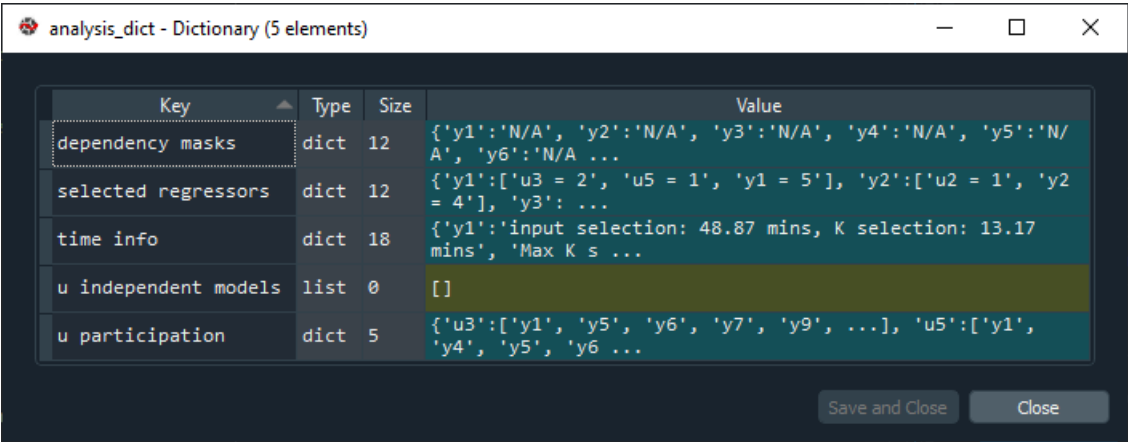 analysis_dict - Dictionary (5 elements)
Key Type Size Value
dependency masks dict 12 {'y1':'N/A', 'y2':'N/A', 'y3':'N/A', 'y4':'N/A', 'y5':'N/
A', 'y6':'N/A ...
selected regressors dict 12 {'y1':['u3 = 2', 'u5 = 1', 'y1 = 5'], 'y2':['u2 = 1', 'y2
= 4'], 'y3': ...
time info dict 18 {'y1':'input selection: 48.87 mins, K selection: 13.17
mins', 'Max K s ...
u independent models list 0 []
u participation dict 5 {'u3':['y1', 'y5', 'y6', 'y7', 'y9', ...], 'u5':['y1',
'y4', 'y5', 'y6 ...
Save and Close Close